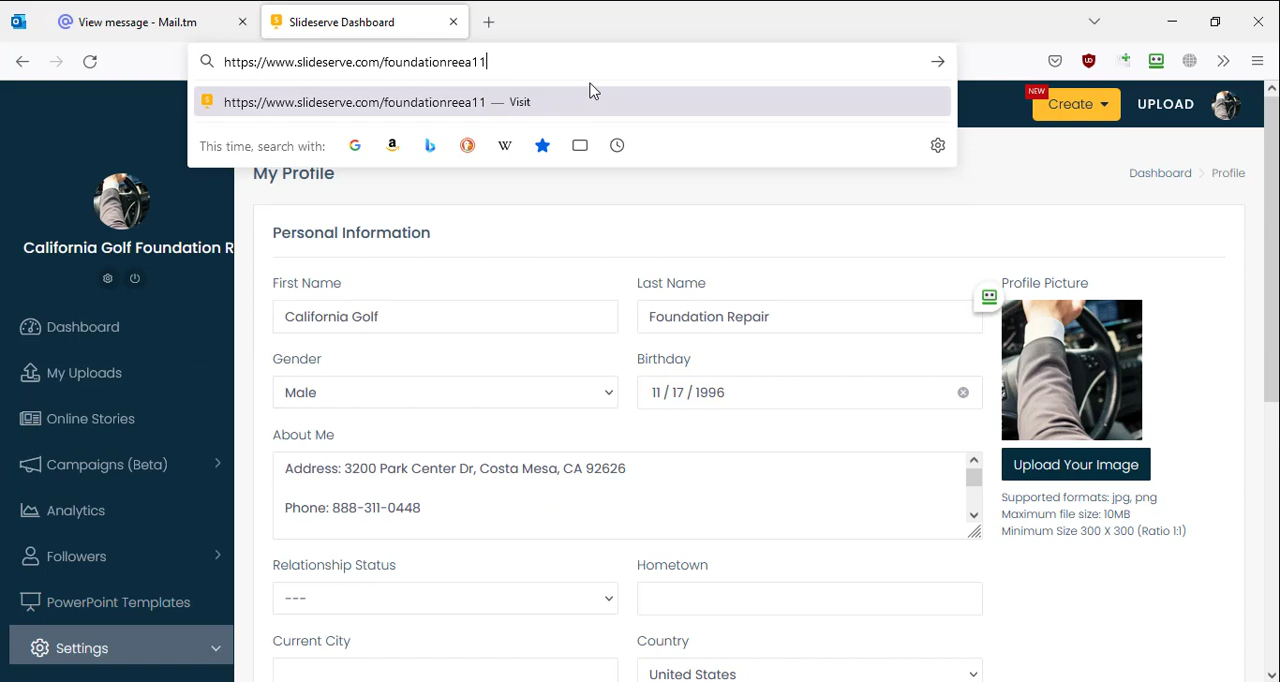 View message - Mail.tm
Slideserve Dashboard
https://www.slideserve.com/foundationreea11
https://www.slideserve.com/foundationreea11 — Visit
This time, search with:
NEW
Create
UPLOAD
My Profile
Dashboard
Profile
California Golf Foundation R
Dashboard
My Uploads
Online Stories
Campaigns (Beta)
Analytics
Followers
PowerPoint Templates
Settings
Personal Information
First Name
Last Name
Profile Picture
California Golf
Foundation Repair
Gender
Birthday
Male
11 / 17 / 1996
About Me
Address: 3200 Park Center Dr, Costa Mesa, CA 92626
Phone: 888-311-0448
Upload Your Image
Supported formats: jpg, png
Maximum file size: 10MB
Minimum Size 300 X 300 (Ratio 1:1)
Relationship Status
Hometown
---
Current City
Country
United States